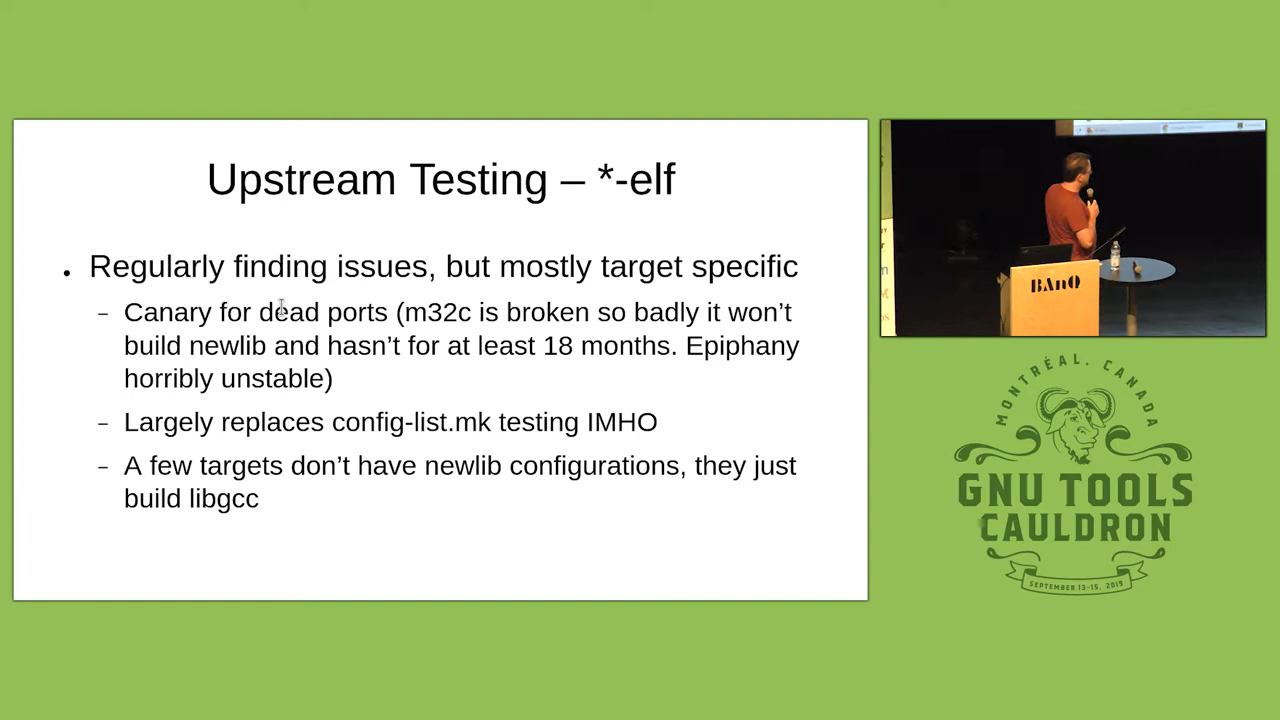 Upstream Testing – *-elf
● Regularly finding issues, but mostly target specific
– Canary for dead ports (m32c is broken so badly it won’t
build newlib and hasn’t for at least 18 months. Epiphany
horribly unstable)
– Largely replaces config-list.mk testing IMHO
– A few targets don’t have newlib configurations, they just
build libgcc
BAnQ
MONTRÉAL, CANADA
GNU TOOLS
CAULDRON
SEPTEMBER 13-15, 2019